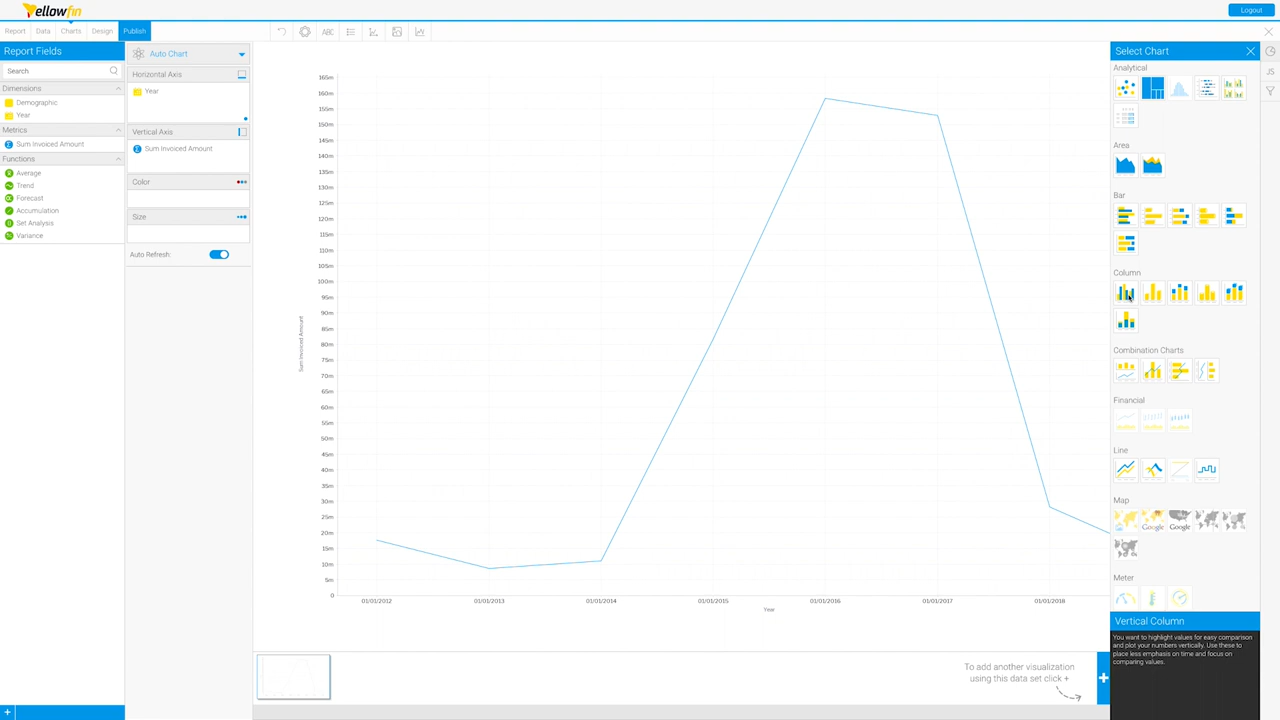 Yellowfin
Logout
Report Data Charts Design Publish
ABC
Report Fields
Search
Dimensions
Demographic
Year
Metrics
Sum Invoiced Amount
Functions
Average
Trend
Forecast
Accumulation
Set Analysis
Variance
Auto Chart
Horizontal Axis
Year
Vertical Axis
Sum Invoiced Amount
Color
Size
Auto Refresh:
165m
160m
155m
150m
145m
140m
135m
130m
125m
120m
115m
110m
105m
100m
95m
90m
85m
80m
75m
70m
65m
60m
55m
50m
45m
40m
35m
30m
25m
20m
15m
10m
5m
0
Sum Invoiced Amount
01/01/2012 01/01/2013 01/01/2014 01/01/2015 01/01/2016 01/01/2017 01/01/2018
Year
To add another visualization
using this data set click +
Select Chart
JS
Analytical
Area
Bar
Column
Combination Charts
Financial
Line
Map
Google
Google
Meter
Vertical Column
You want to highlight values for easy comparison
and plot your numbers vertically. Use these to
place less emphasis on time and focus on
comparing values.